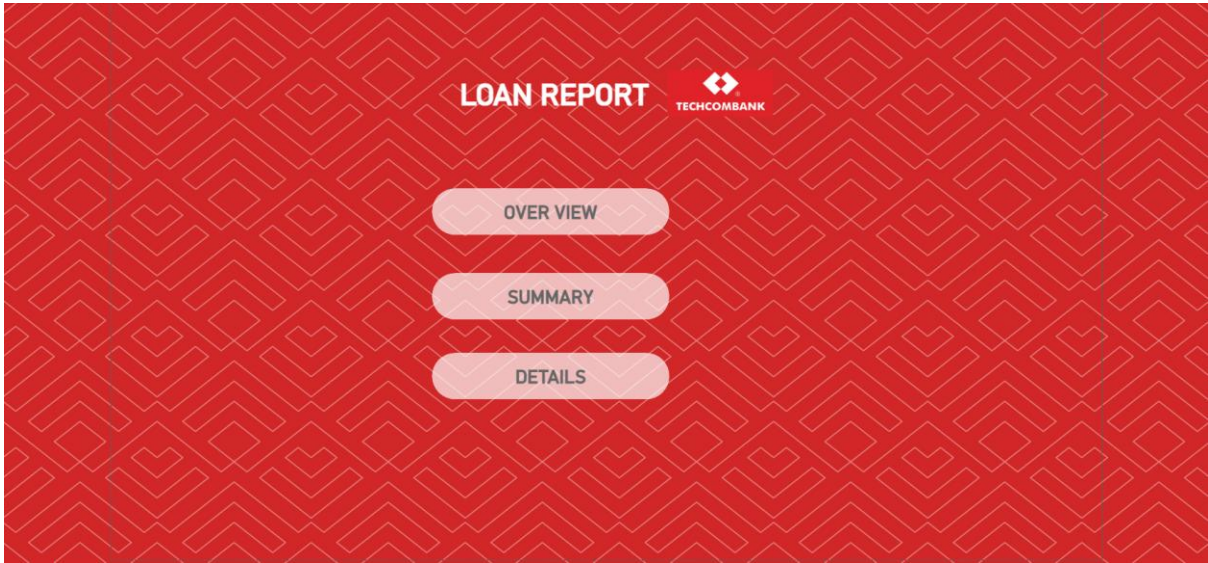 LOAN REPORT
TECHCOMBANK
OVER VIEW
SUMMARY
DETAILS